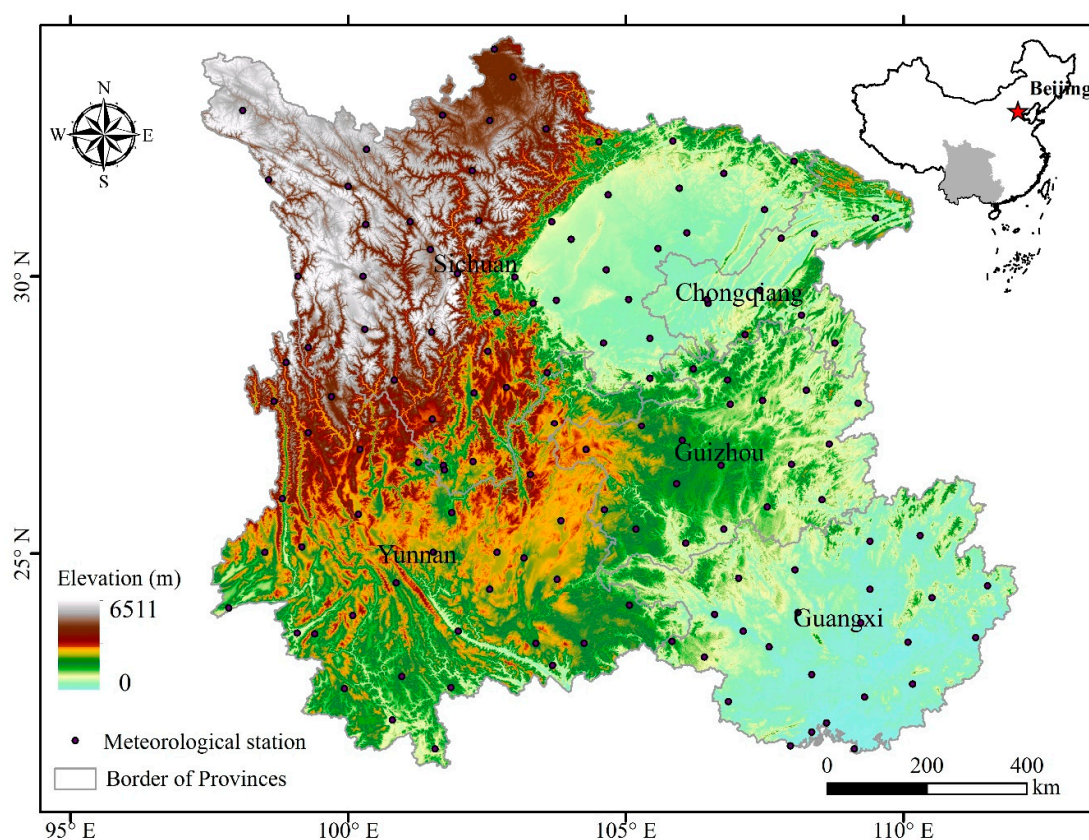 N
W
E
S
Beijing
Sichuan
Chongqiang
Guizhou
Yunnan
Guangxi
30° N
25° N
Elevation (m)
6511
0
Meteorological station
Border of Provinces
0
200
400
km
95° E
100° E
105° E
110° E